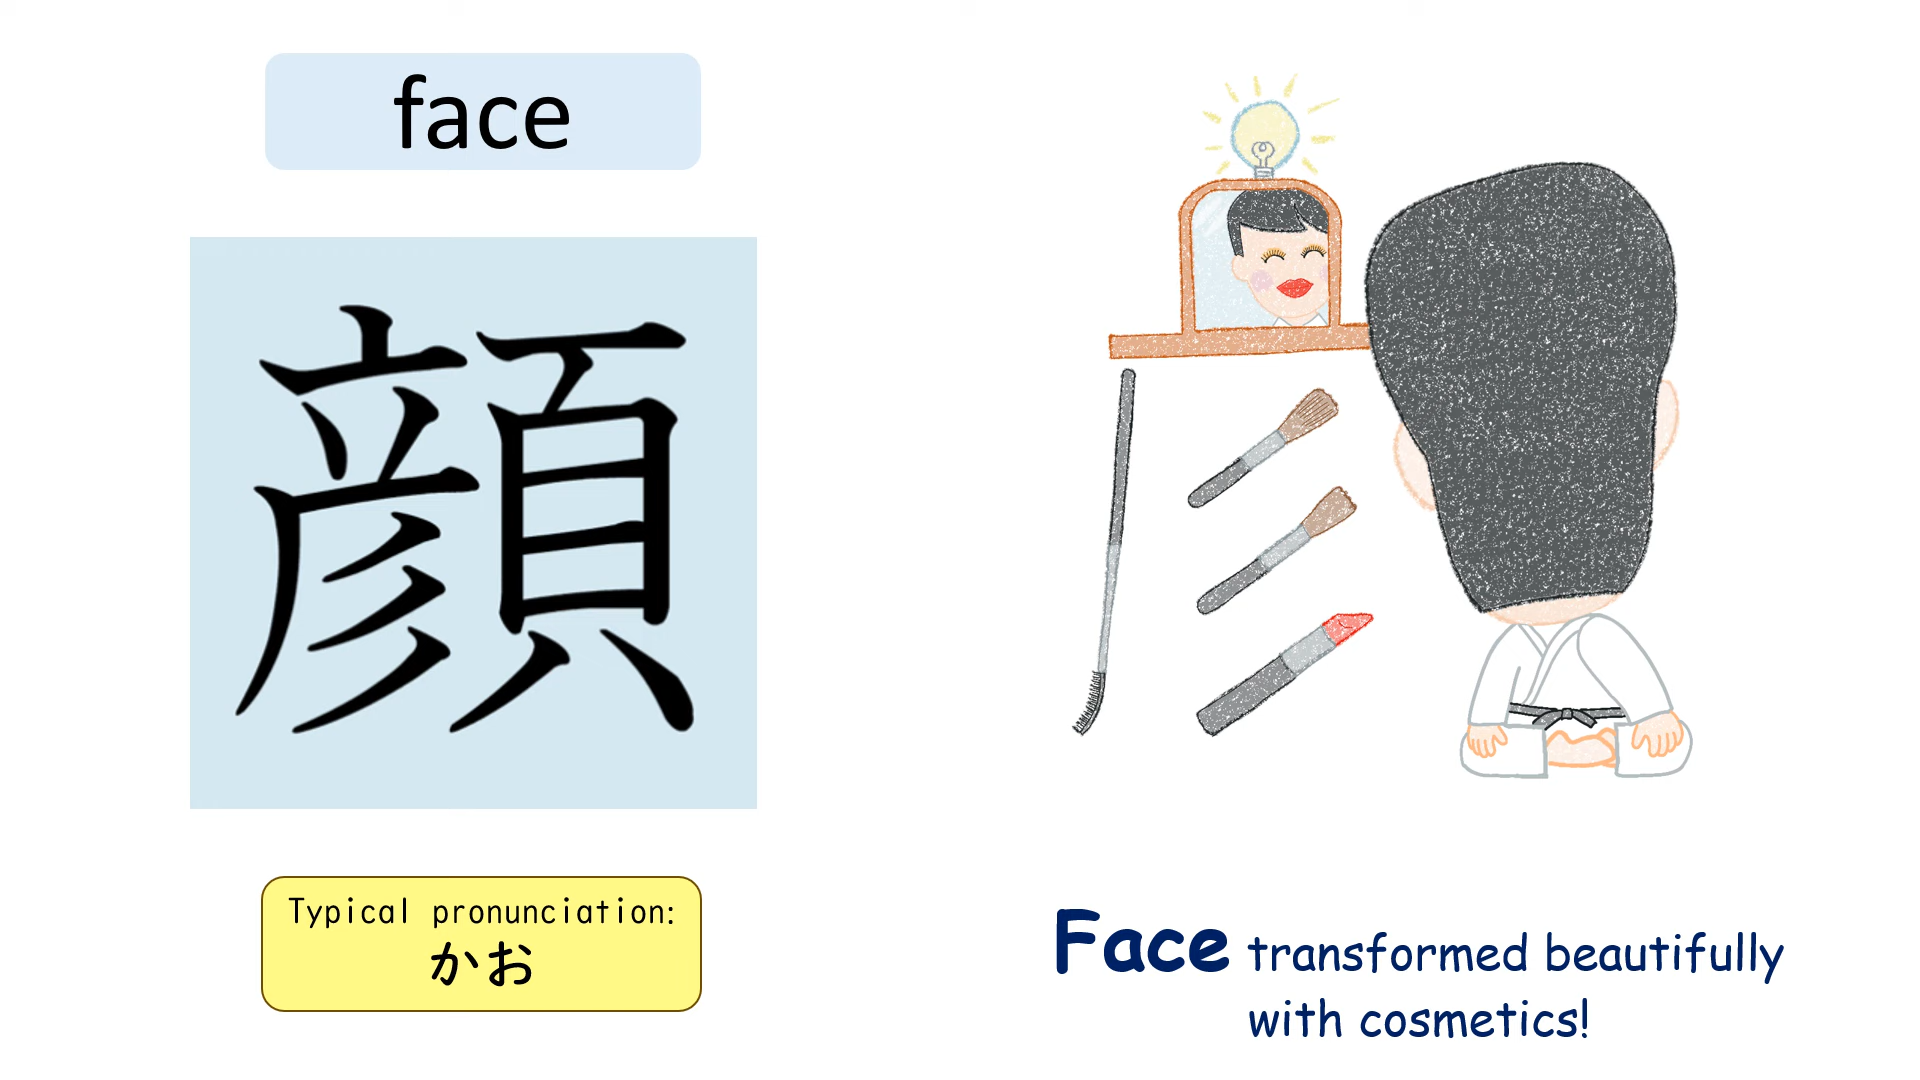 face
顔
Typical pronunciation:
かお
Face transformed beautifully
with cosmetics!